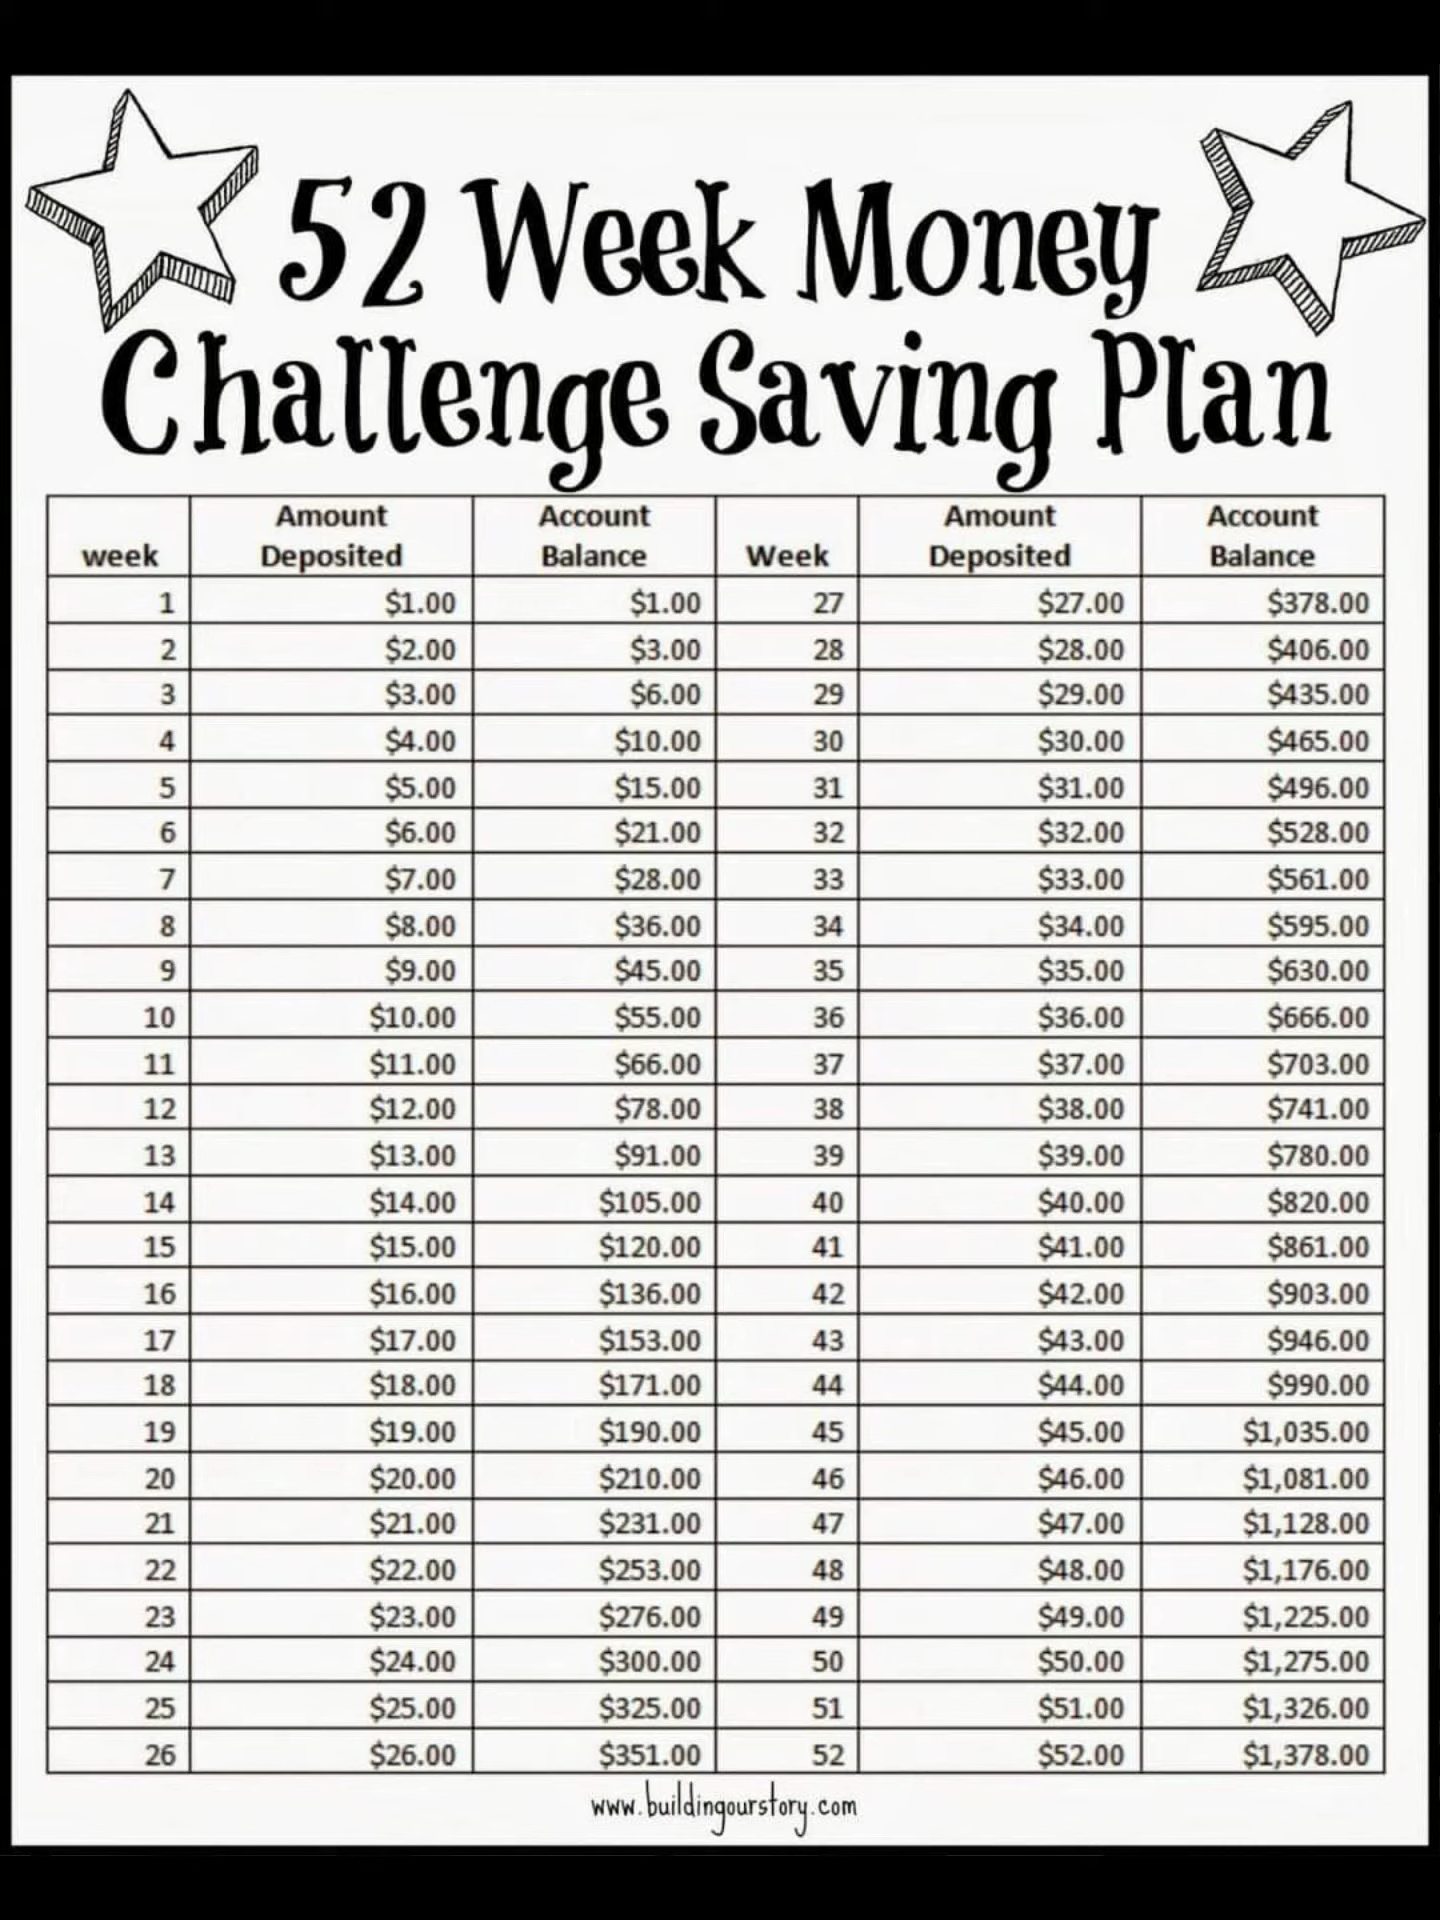 52 Week Money
Challenge Saving Plan
week Amount Deposited Account Balance Week Amount Deposited Account Balance
1 $1.00 $1.00 27 $27.00 $378.00
2 $2.00 $3.00 28 $28.00 $406.00
3 $3.00 $6.00 29 $29.00 $435.00
4 $4.00 $10.00 30 $30.00 $465.00
5 $5.00 $15.00 31 $31.00 $496.00
6 $6.00 $21.00 32 $32.00 $528.00
7 $7.00 $28.00 33 $33.00 $561.00
8 $8.00 $36.00 34 $34.00 $595.00
9 $9.00 $45.00 35 $35.00 $630.00
10 $10.00 $55.00 36 $36.00 $666.00
11 $11.00 $66.00 37 $37.00 $703.00
12 $12.00 $78.00 38 $38.00 $741.00
13 $13.00 $91.00 39 $39.00 $780.00
14 $14.00 $105.00 40 $40.00 $820.00
15 $15.00 $120.00 41 $41.00 $861.00
16 $16.00 $136.00 42 $42.00 $903.00
17 $17.00 $153.00 43 $43.00 $946.00
18 $18.00 $171.00 44 $44.00 $990.00
19 $19.00 $190.00 45 $45.00 $1,035.00
20 $20.00 $210.00 46 $46.00 $1,081.00
21 $21.00 $231.00 47 $47.00 $1,128.00
22 $22.00 $253.00 48 $48.00 $1,176.00
23 $23.00 $276.00 49 $49.00 $1,225.00
24 $24.00 $300.00 50 $50.00 $1,275.00
25 $25.00 $325.00 51 $51.00 $1,326.00
26 $26.00 $351.00 52 $52.00 $1,378.00
www.buildingourstory.com